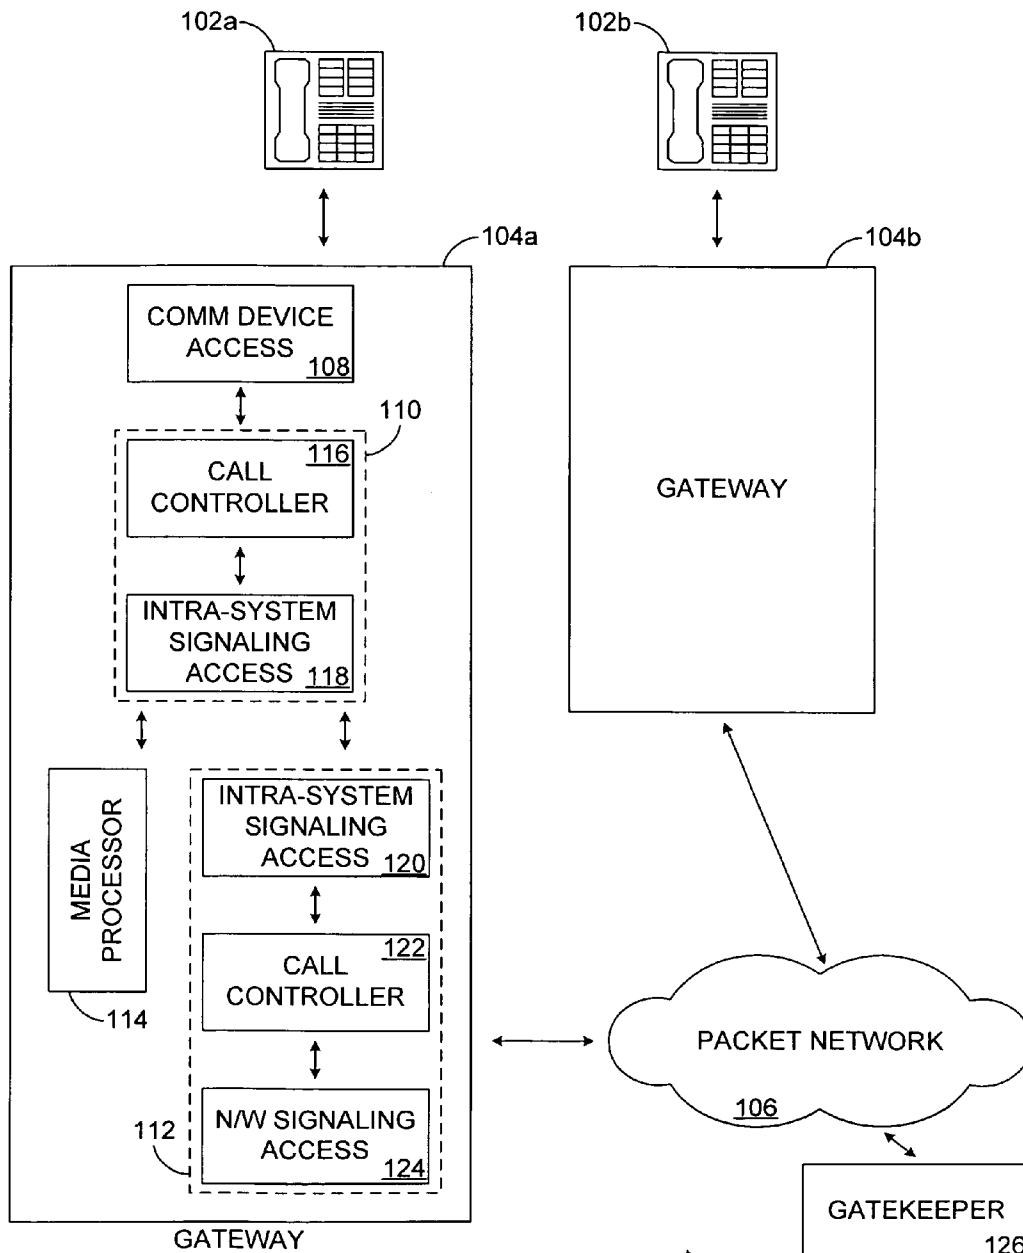 102a
102b
104a
104b
COMM DEVICE
ACCESS
108
110
116
CALL
CONTROLLER
INTRA-SYSTEM
SIGNALING
ACCESS
118
GATEWAY
MEDIA
PROCESSOR
114
INTRA-SYSTEM
SIGNALING
ACCESS
120
122
CALL
CONTROLLER
N/W SIGNALING
ACCESS
124
112
GATEWAY
PACKET NETWORK
106
GATEKEEPER
126